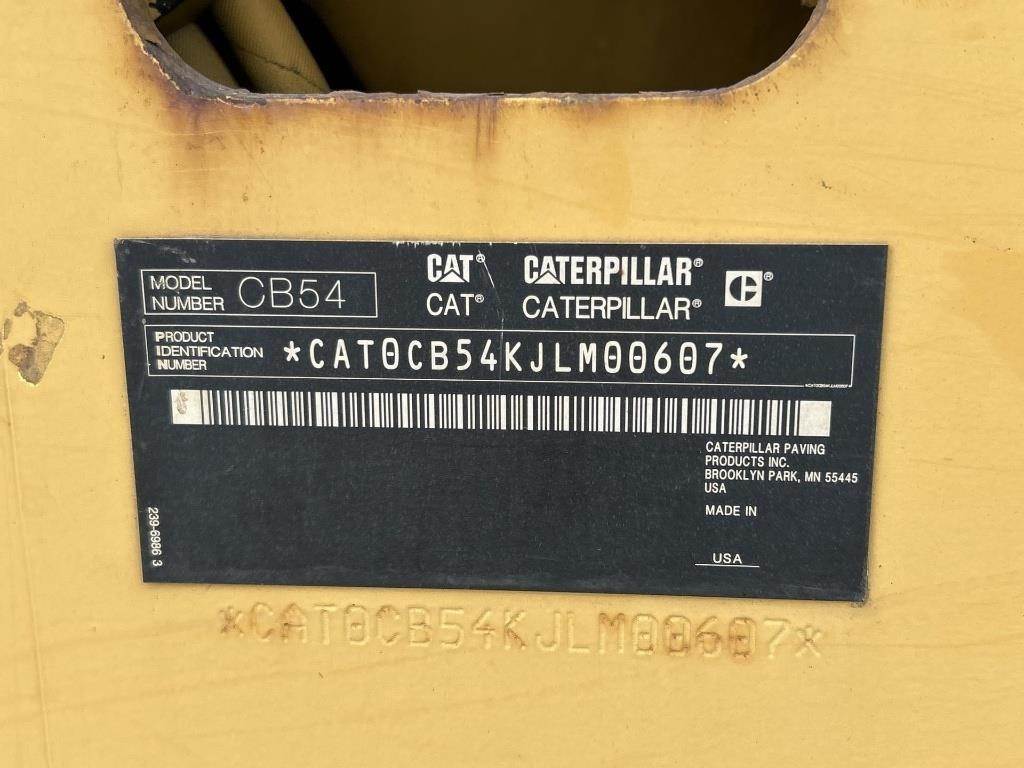 MODEL
NUMBER
CB54
CAT® CATERPILLAR® ®
CAT® CATERPILLAR®
PRODUCT
IDENTIFICATION
NUMBER
*CAT0CB54KJLM00607*
*CAT0CB54KJLM00607*
CATERPILLAR PAVING
PRODUCTS INC.
BROOKLYN PARK, MN 55445
USA
MADE IN
USA
239-6986 3
*CAT0CB54KJLM00607*